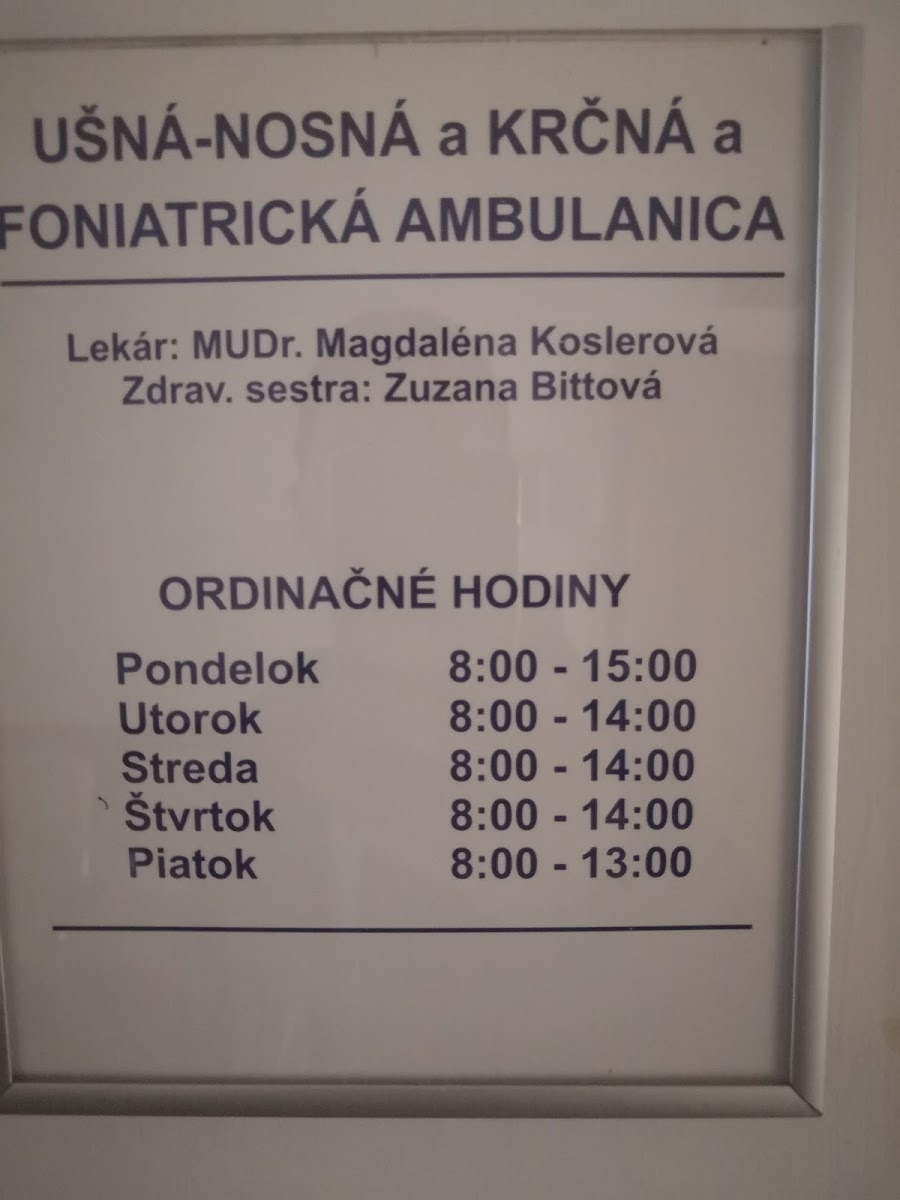 UŠNÁ-NOSNÁ a KRČNÁ a
FONIATRICKÁ AMBULANICA
Lekár: MUDr. Magdaléna Koslerová
Zdrav. sestra: Zuzana Bittová
ORDINAČNÉ HODINY
Pondelok 8:00 - 15:00
Utorok 8:00 - 14:00
Streda 8:00 - 14:00
Štvrtok 8:00 - 14:00
Piatok 8:00 - 13:00